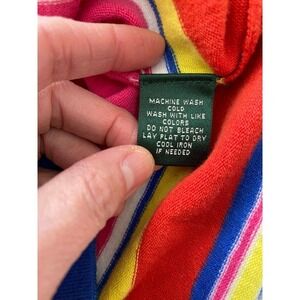 MACHINE WASH
COLD
WASH WITH LIKE
COLORS
DO NOT BLEACH
LAY FLAT TO DRY
COOL IRON
IF NEEDED